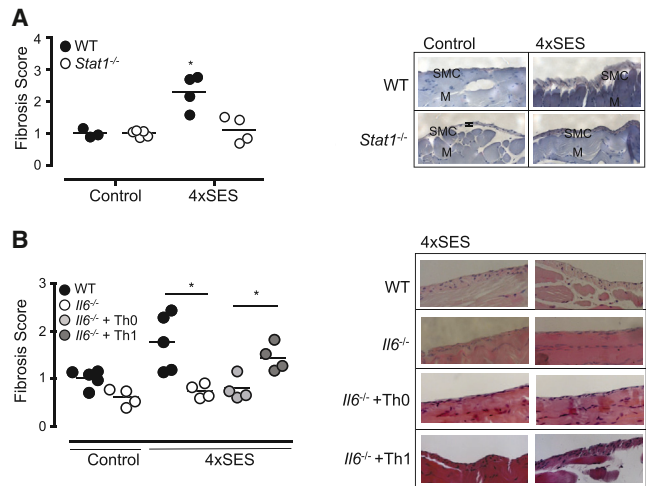 A
Fibrosis Score
4
3
2
1
0
WT
Stat1-/-
*
Control
4xSES
Control
4xSES
WT
SMC
M
SMC
M
Stat1-/-
SMC
M
SMC
M
B
Fibrosis Score
3
2
1
0
WT
Il6-/-
Il6-/- + Th0
Il6-/- + Th1
*
*
Control
4xSES
4xSES
WT
Il6-/-
Il6-/- +Th0
Il6-/- +Th1